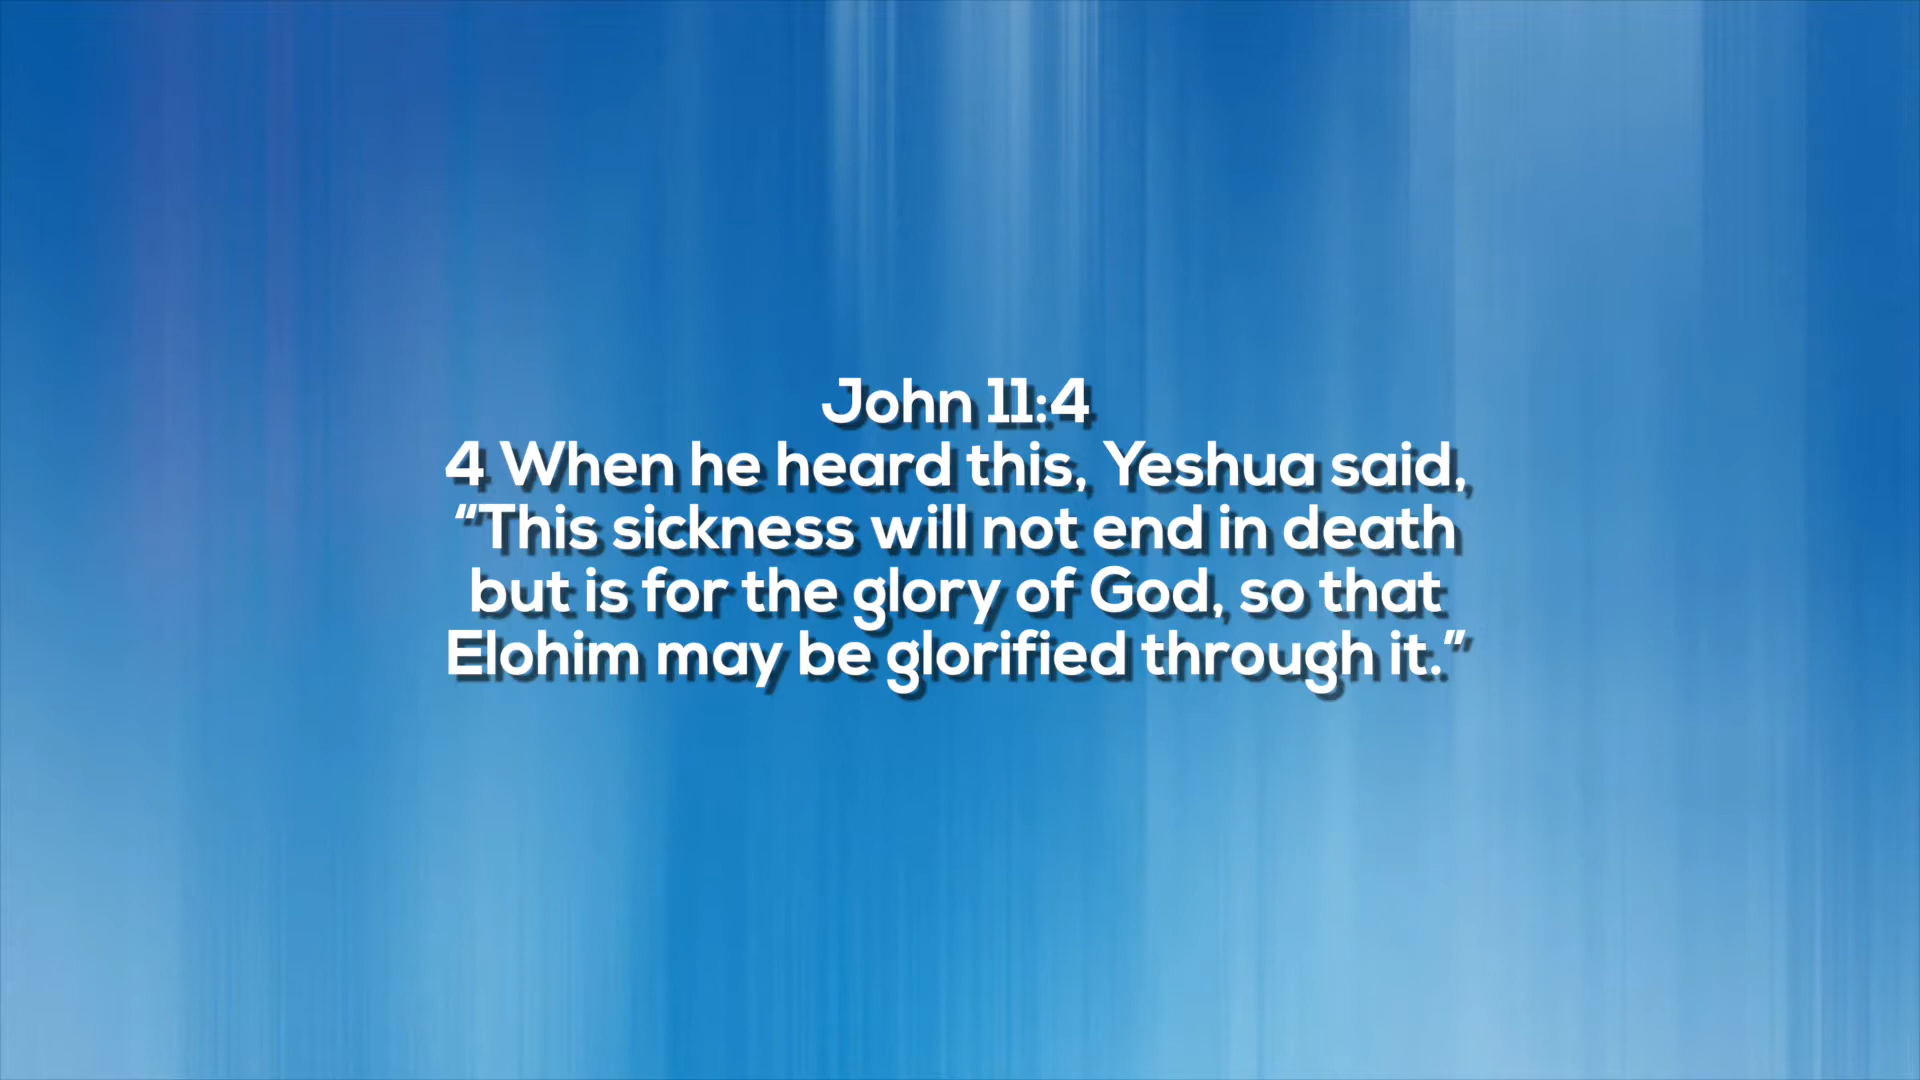 John 11:4
4 When he heard this, Yeshua said,
“This sickness will not end in death
but is for the glory of God, so that
Elohim may be glorified through it.”